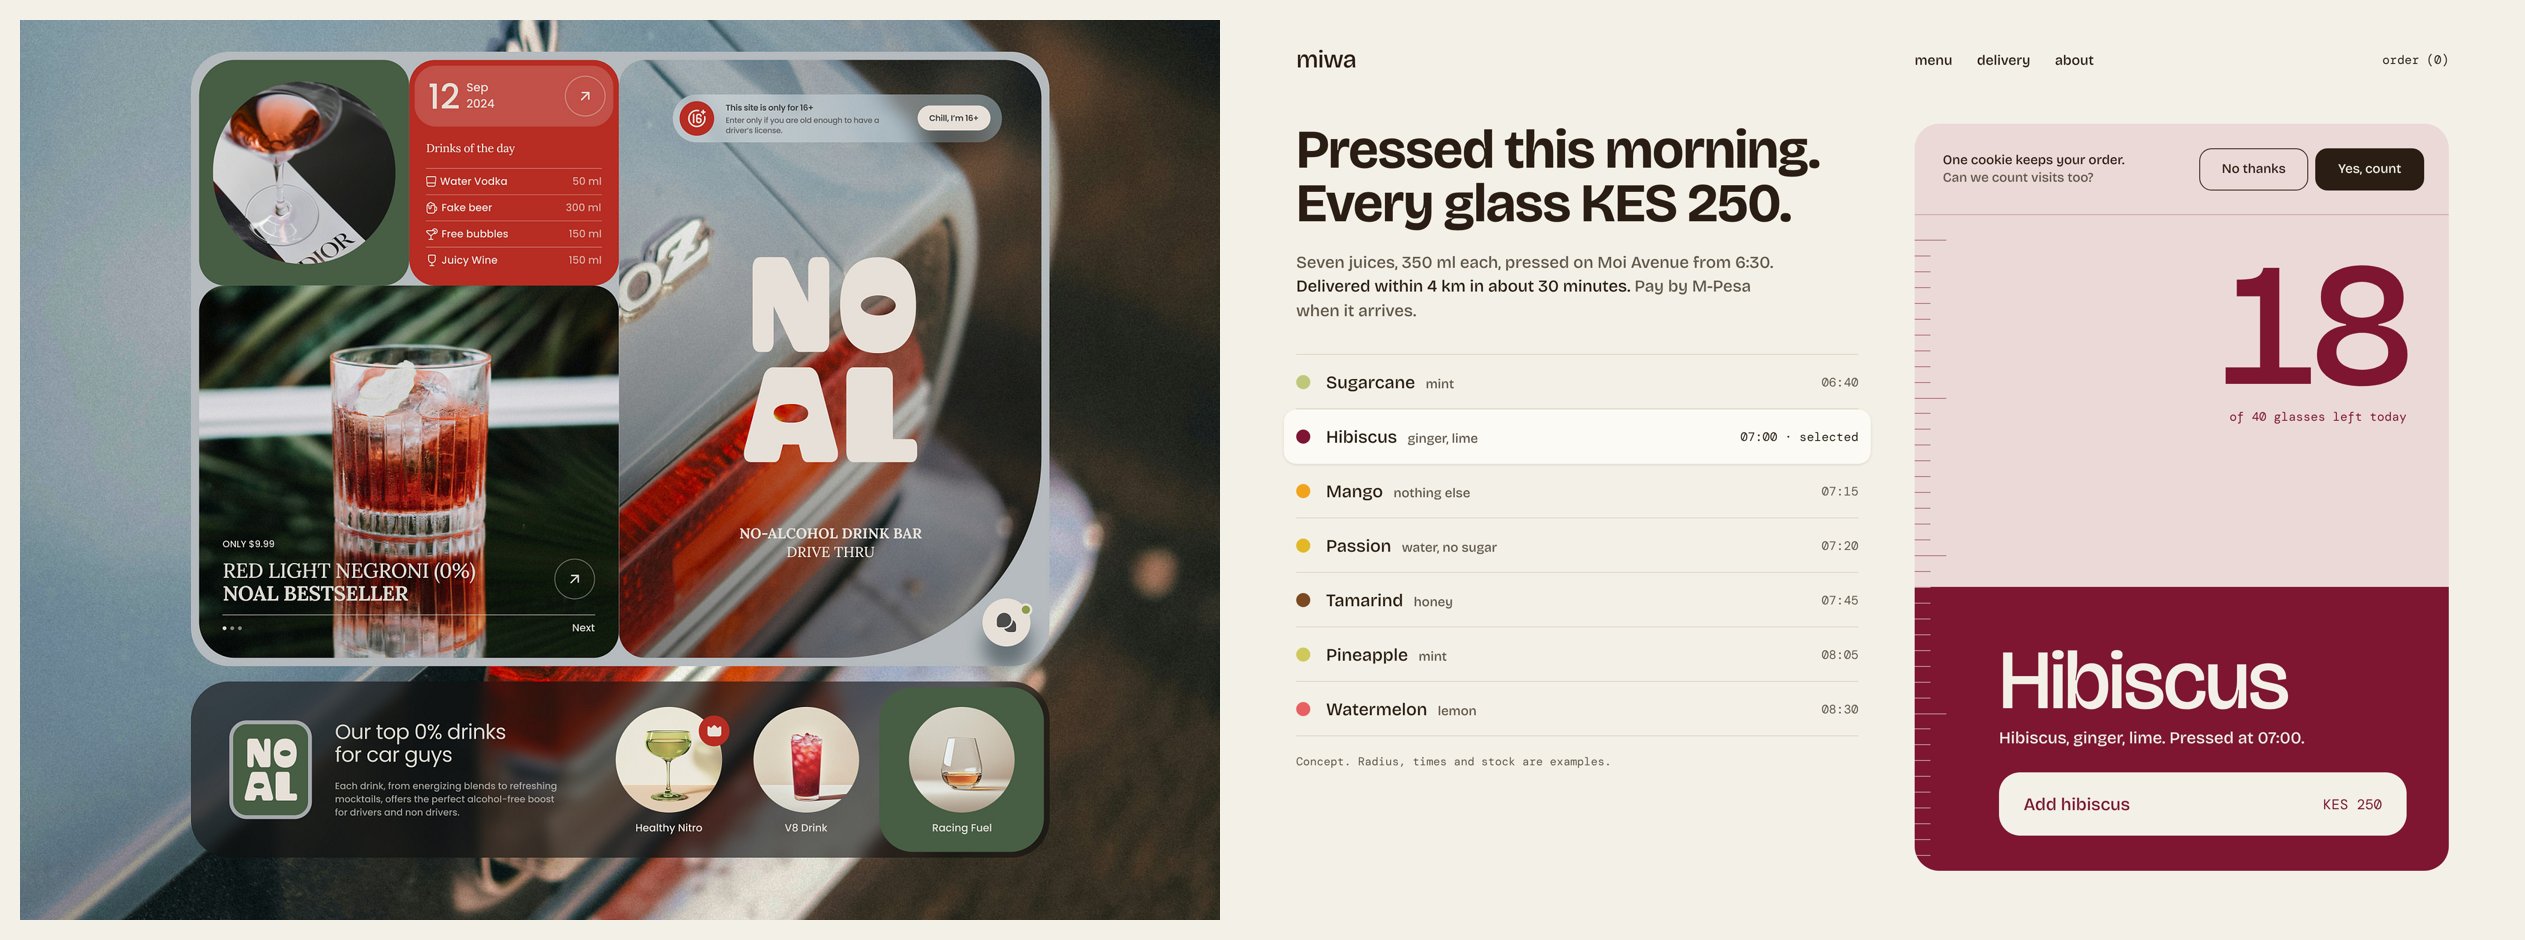 DIOR
12
Sep
2024
Drinks of the day
Water Vodka 50 ml
Fake beer 300 ml
Free bubbles 150 ml
Juicy Wine 150 ml
16+
This site is only for 16+
Enter only if you are old enough to have a
driver's license.
Chill, I'm 16+
NO
AL
NO-ALCOHOL DRINK BAR
DRIVE THRU
ONLY $9.99
RED LIGHT NEGRONI (0%)
NOAL BESTSELLER
Next
NO
AL
Our top 0% drinks
for car guys
Each drink, from energizing blends to refreshing
mocktails, offers the perfect alcohol-free boost
for drivers and non drivers.
Healthy Nitro
V8 Drink
Racing Fuel
miwa
menu delivery about
order (0)
Pressed this morning.
Every glass KES 250.
Seven juices, 350 ml each, pressed on Moi Avenue from 6:30.
Delivered within 4 km in about 30 minutes. Pay by M-Pesa
when it arrives.
Sugarcane mint 06:40
Hibiscus ginger, lime 07:00 · selected
Mango nothing else 07:15
Passion water, no sugar 07:20
Tamarind honey 07:45
Pineapple mint 08:05
Watermelon lemon 08:30
Concept. Radius, times and stock are examples.
One cookie keeps your order.
Can we count visits too?
No thanks
Yes, count
18
of 40 glasses left today
Hibiscus
Hibiscus, ginger, lime. Pressed at 07:00.
Add hibiscus KES 250